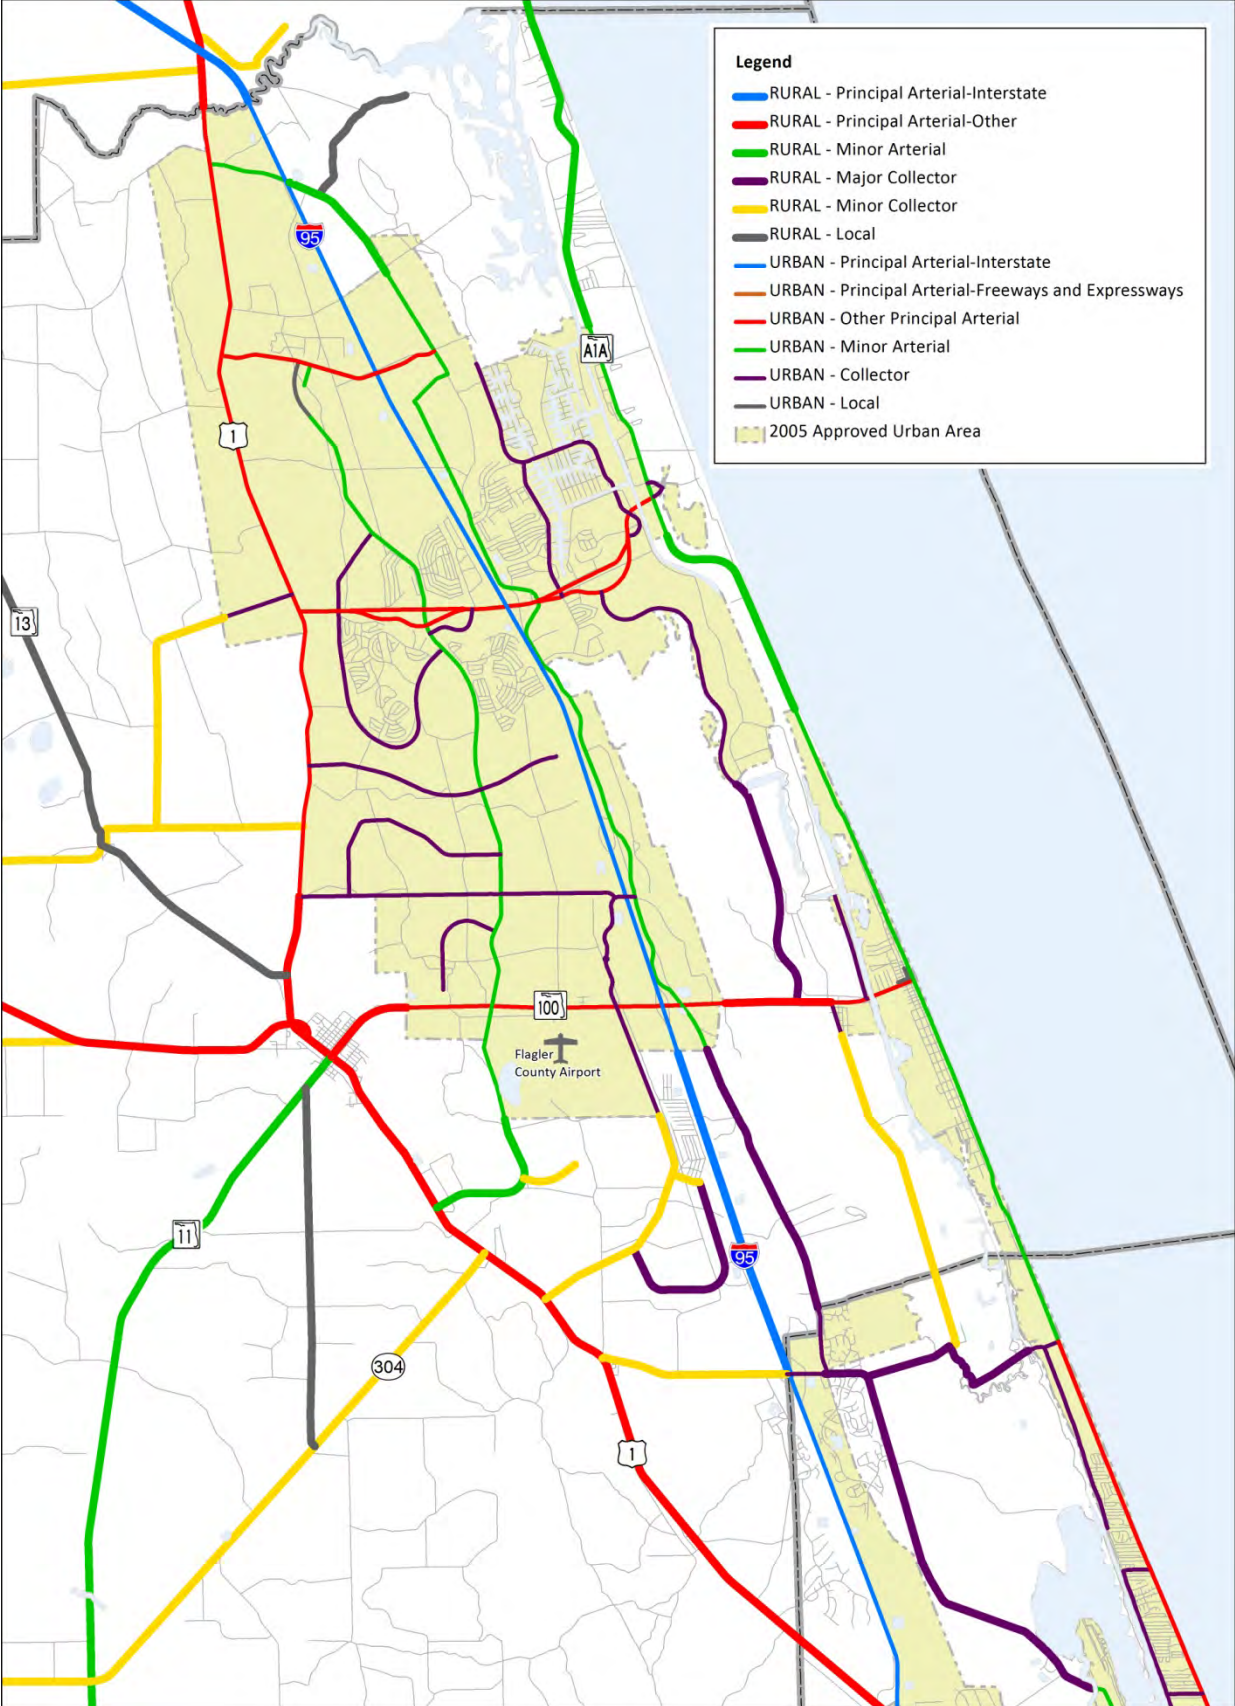 Legend
RURAL - Principal Arterial-Interstate
RURAL - Principal Arterial-Other
RURAL - Minor Arterial
RURAL - Major Collector
RURAL - Minor Collector
RURAL - Local
URBAN - Principal Arterial-Interstate
URBAN - Principal Arterial-Freeways and Expressways
URBAN - Other Principal Arterial
URBAN - Minor Arterial
URBAN - Collector
URBAN - Local
2005 Approved Urban Area
95
A1A
1
13
100
Flagler
County Airport
11
95
304
1